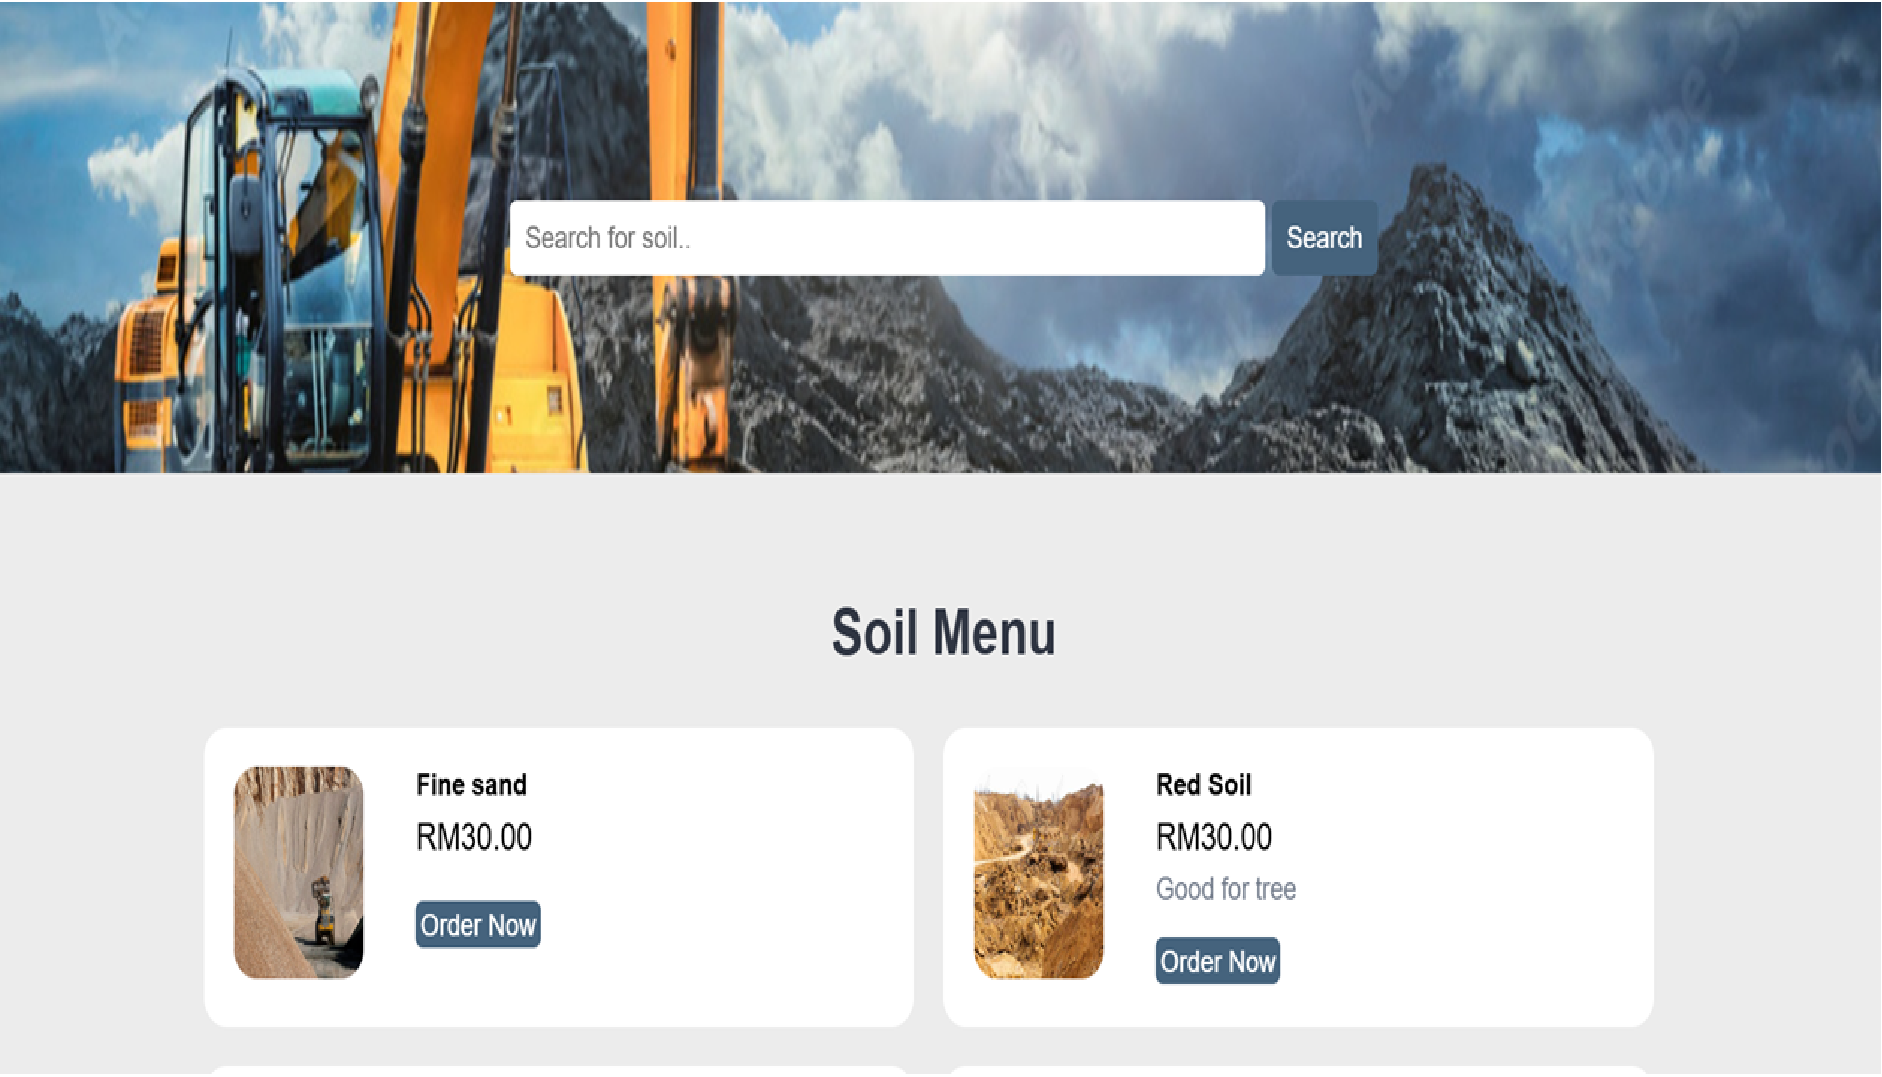 Search for soil..
Search
Soil Menu
Fine sand
RM30.00
Order Now
Red Soil
RM30.00
Good for tree
Order Now